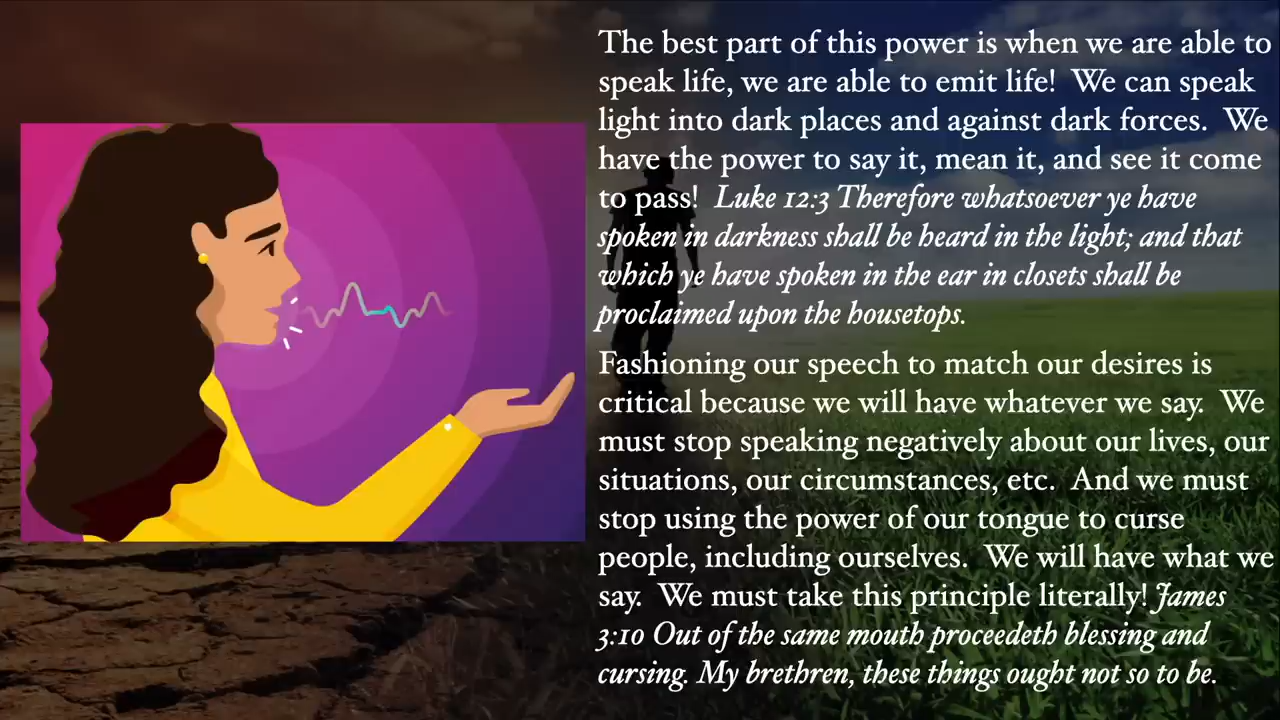 The best part of this power is when we are able to
speak life, we are able to emit life!  We can speak
light into dark places and against dark forces.  We
have the power to say it, mean it, and see it come
to pass!  Luke 12:3 Therefore whatsoever ye have
spoken in darkness shall be heard in the light; and that
which ye have spoken in the ear in closets shall be
proclaimed upon the housetops.
Fashioning our speech to match our desires is
critical because we will have whatever we say.  We
must stop speaking negatively about our lives, our
situations, our circumstances, etc.  And we must
stop using the power of our tongue to curse
people, including ourselves.  We will have what we
say.  We must take this principle literally! James
3:10 Out of the same mouth proceedeth blessing and
cursing. My brethren, these things ought not so to be.